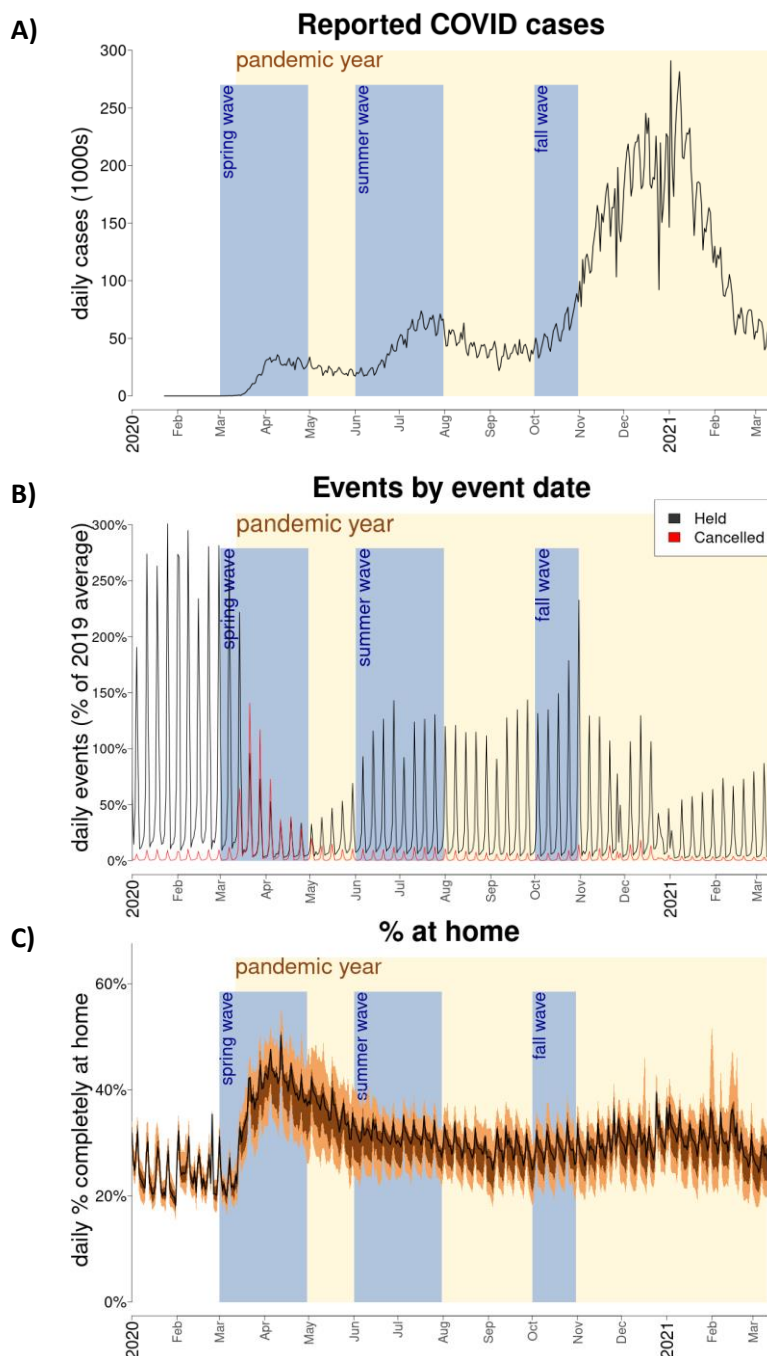 A)
Reported COVID cases
daily cases (1000s)
300
250
200
150
100
50
0
pandemic year
spring wave
summer wave
fall wave
2020 Feb Mar Apr May Jun Jul Aug Sep Oct Nov Dec 2021 Feb Mar
B)
Events by event date
daily events (% of 2019 average)
300%
250%
200%
150%
100%
50%
0%
pandemic year
spring wave
summer wave
fall wave
Held
Cancelled
2020 Feb Mar Apr May Jun Jul Aug Sep Oct Nov Dec 2021 Feb Mar
C)
% at home
daily % completely at home
60%
40%
20%
0%
pandemic year
spring wave
summer wave
fall wave
2020 Feb Mar Apr May Jun Jul Aug Sep Oct Nov Dec 2021 Feb Mar